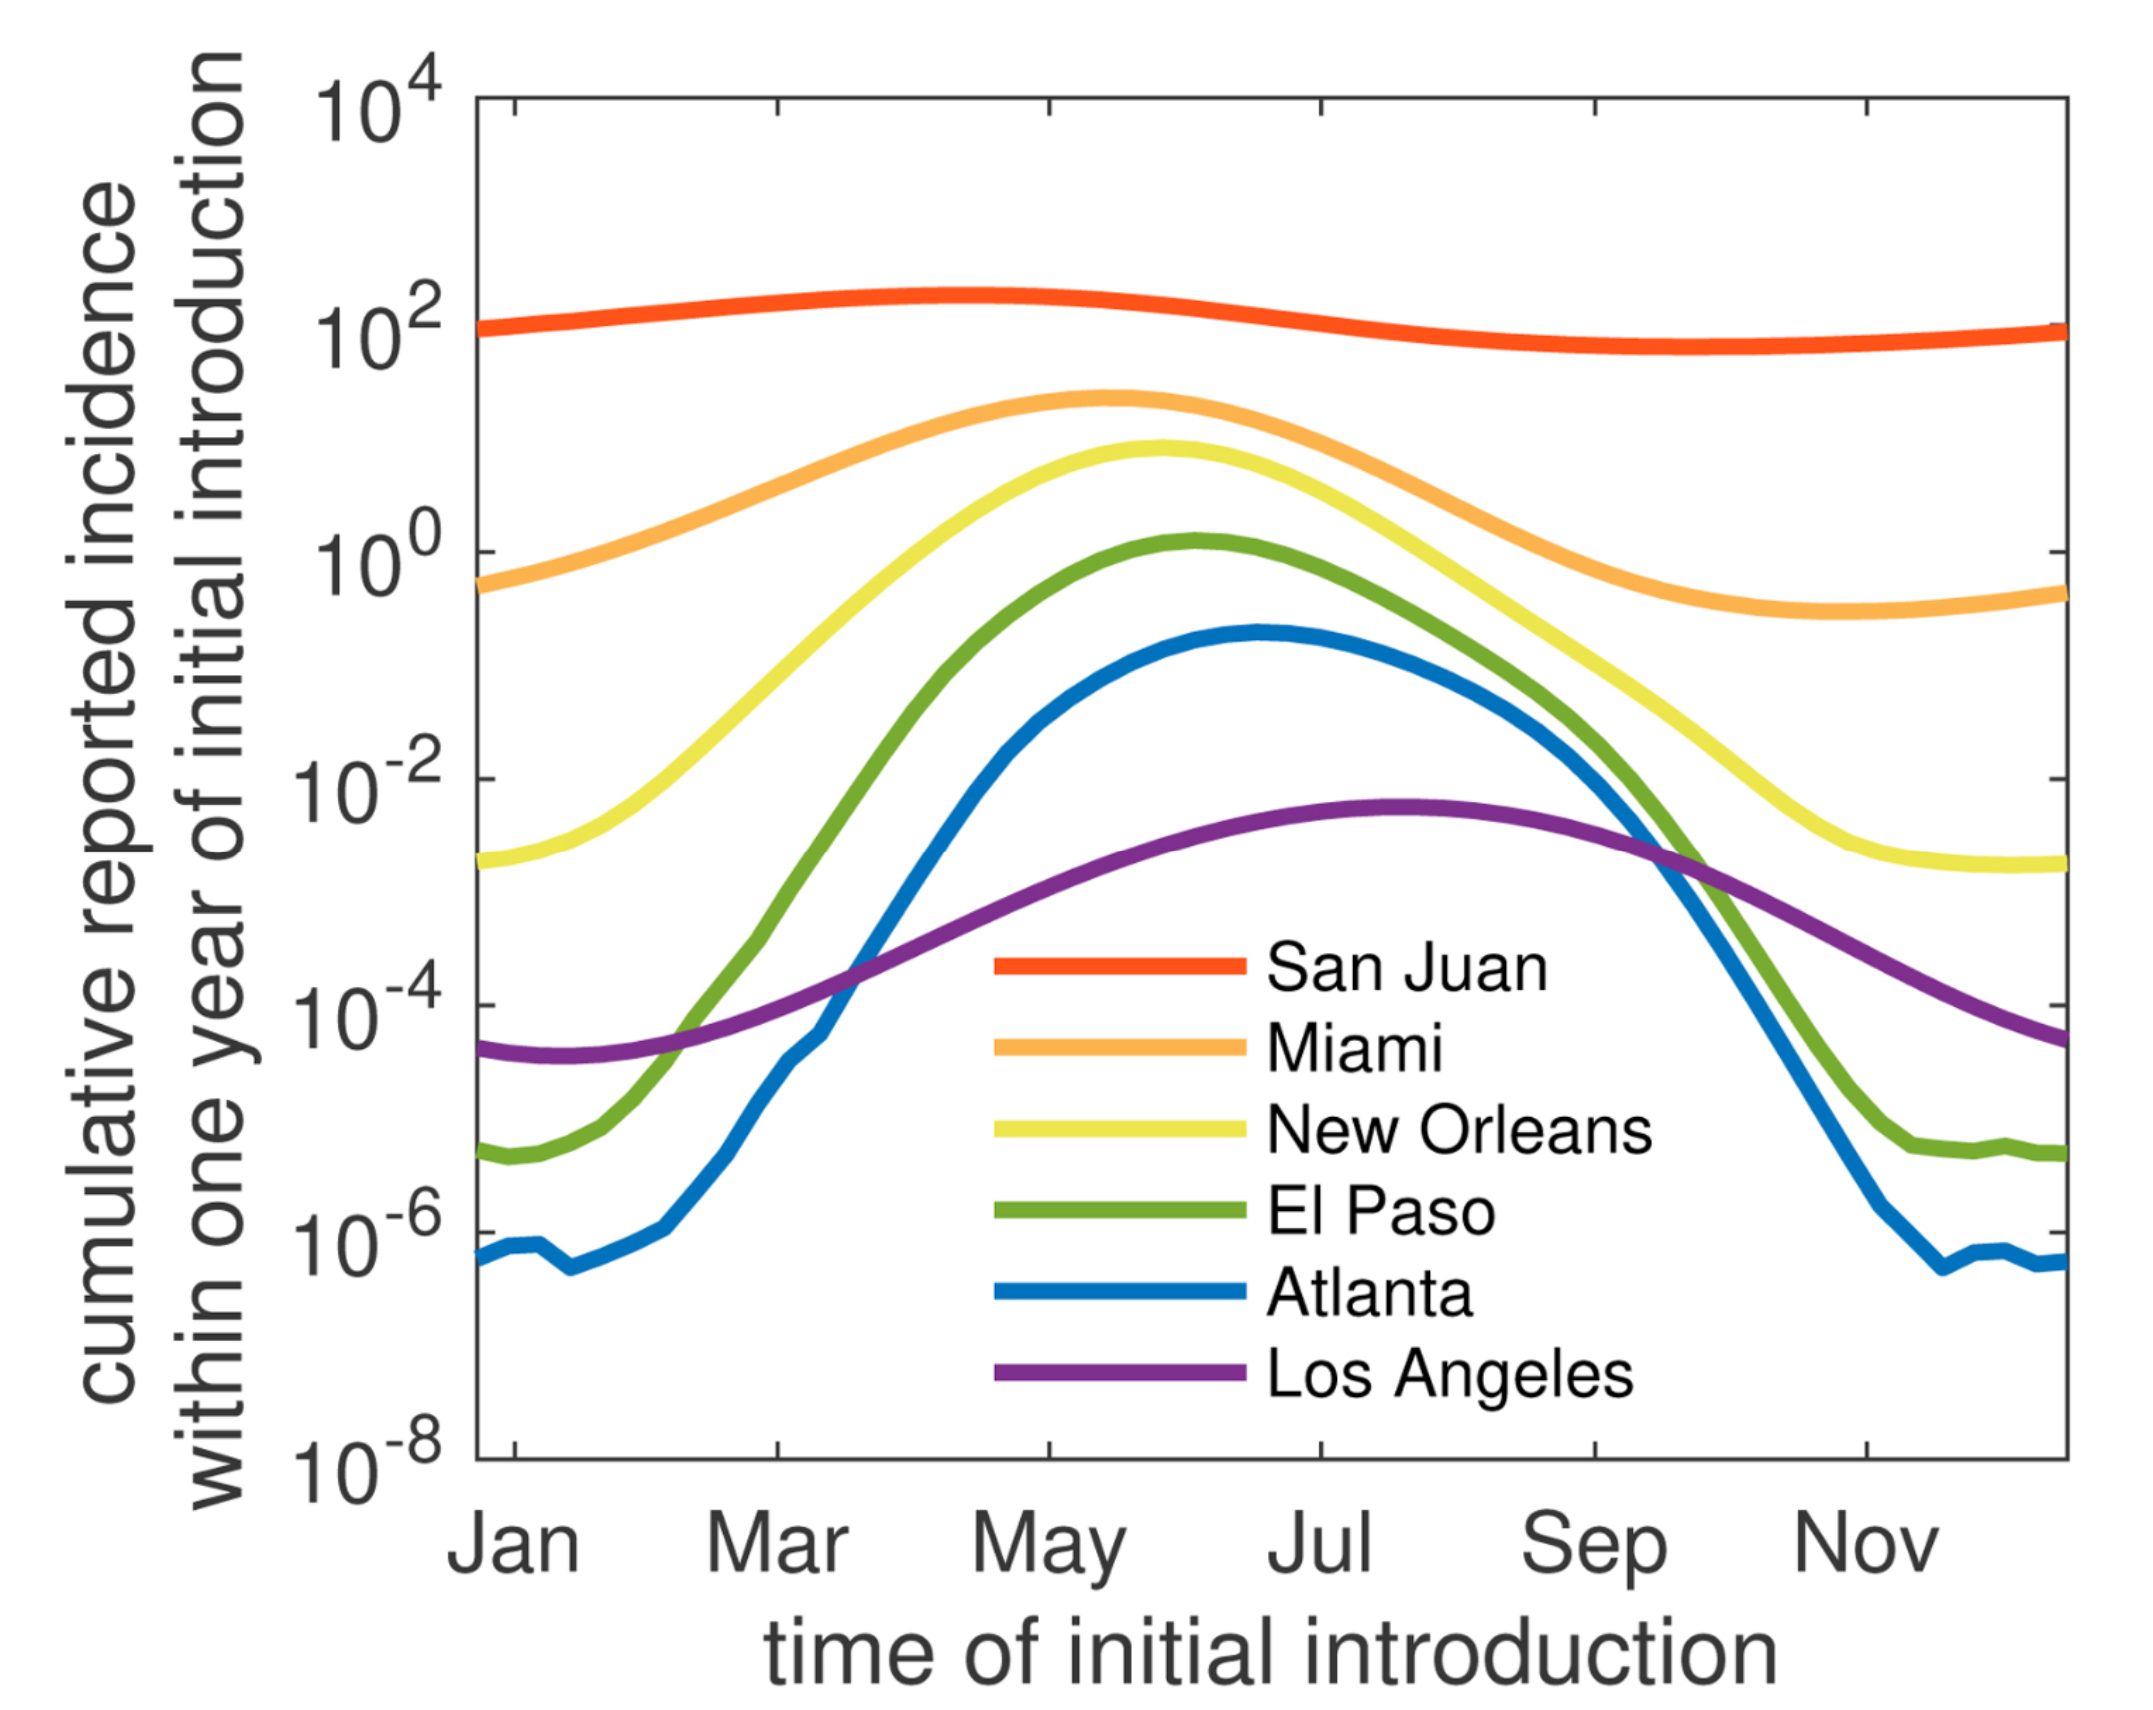 cumulative reported incidence
within one year of initial introduction
10^4
10^2
10^0
10^-2
10^-4
10^-6
10^-8
San Juan
Miami
New Orleans
El Paso
Atlanta
Los Angeles
Jan Mar May Jul Sep Nov
time of initial introduction